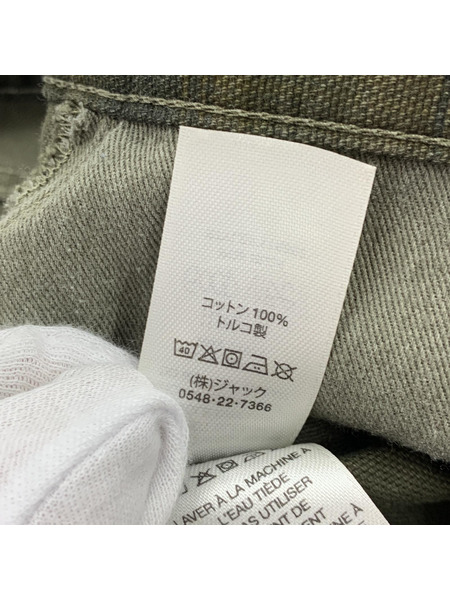 コットン100%
トルコ製
40
(株)ジャック
0548-22-7366
LAVER À LA MACHINE À
L'EAU TIÈDE
PAS UTILISER